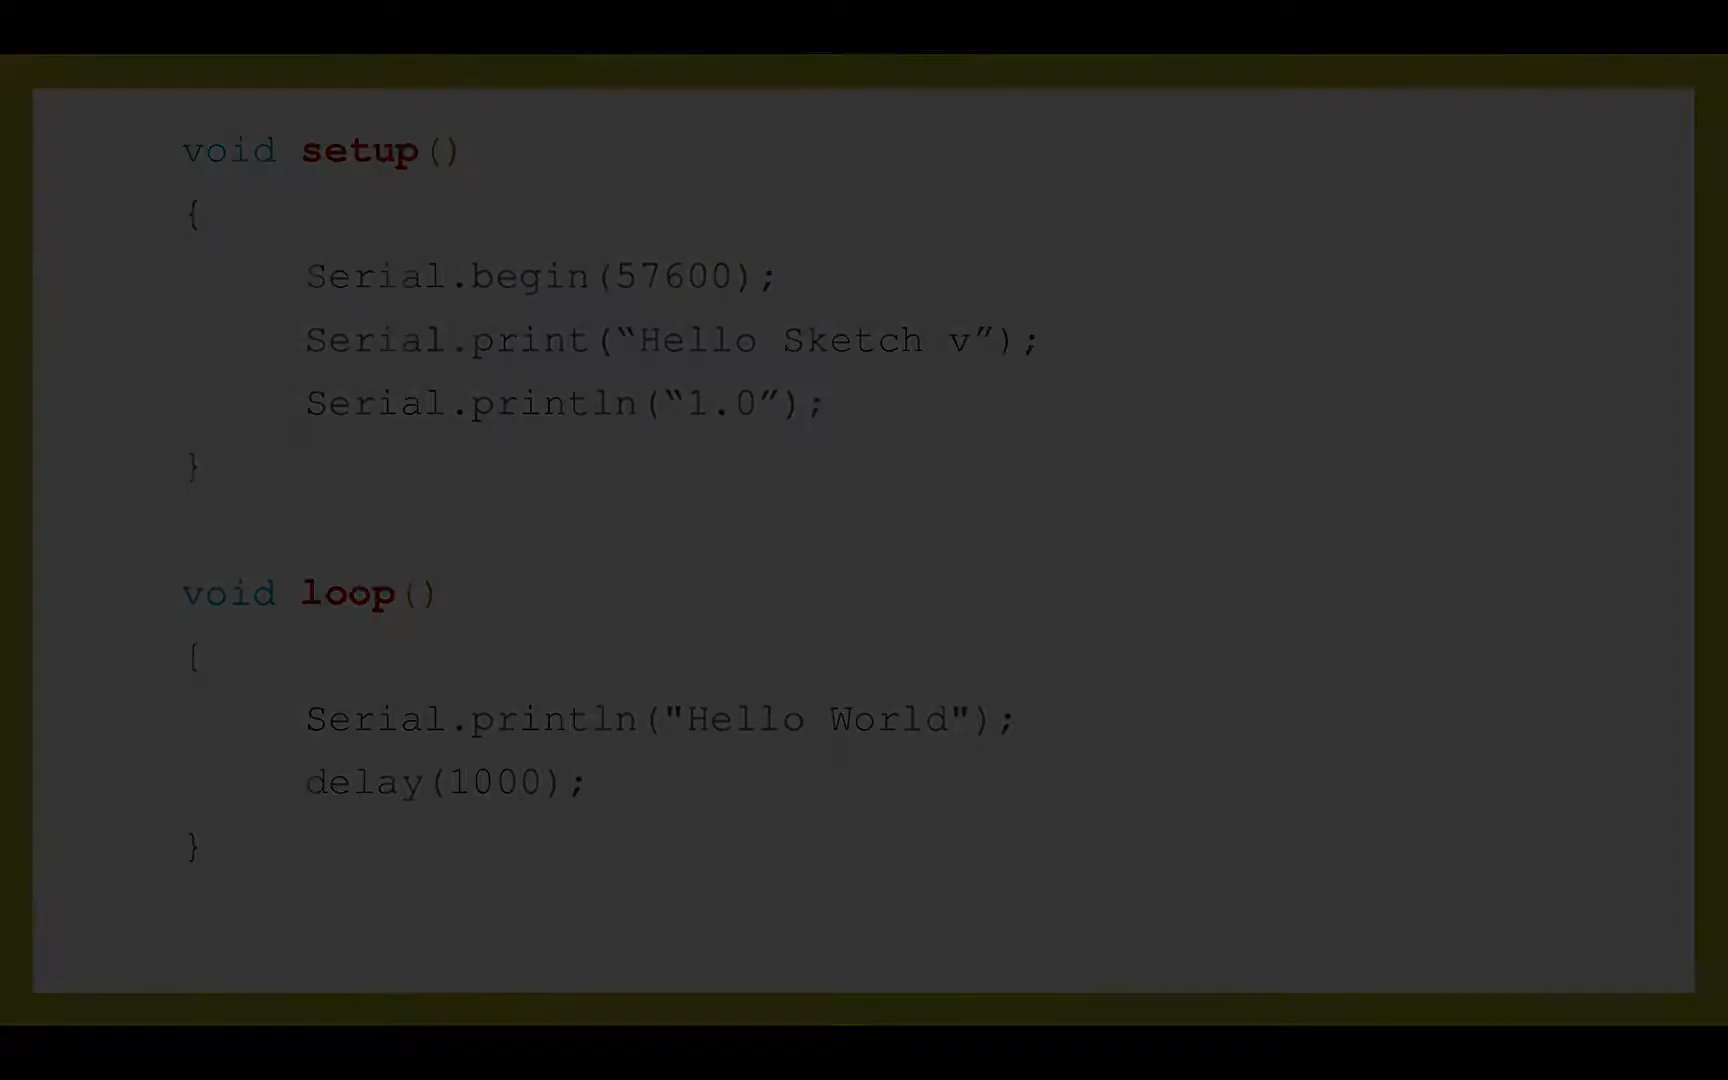 void setup()
{
Serial.begin(57600);
Serial.print(“Hello Sketch v”);
Serial.println(“1.0”);
}
void loop()
{
Serial.println("Hello World");
delay(1000);
}